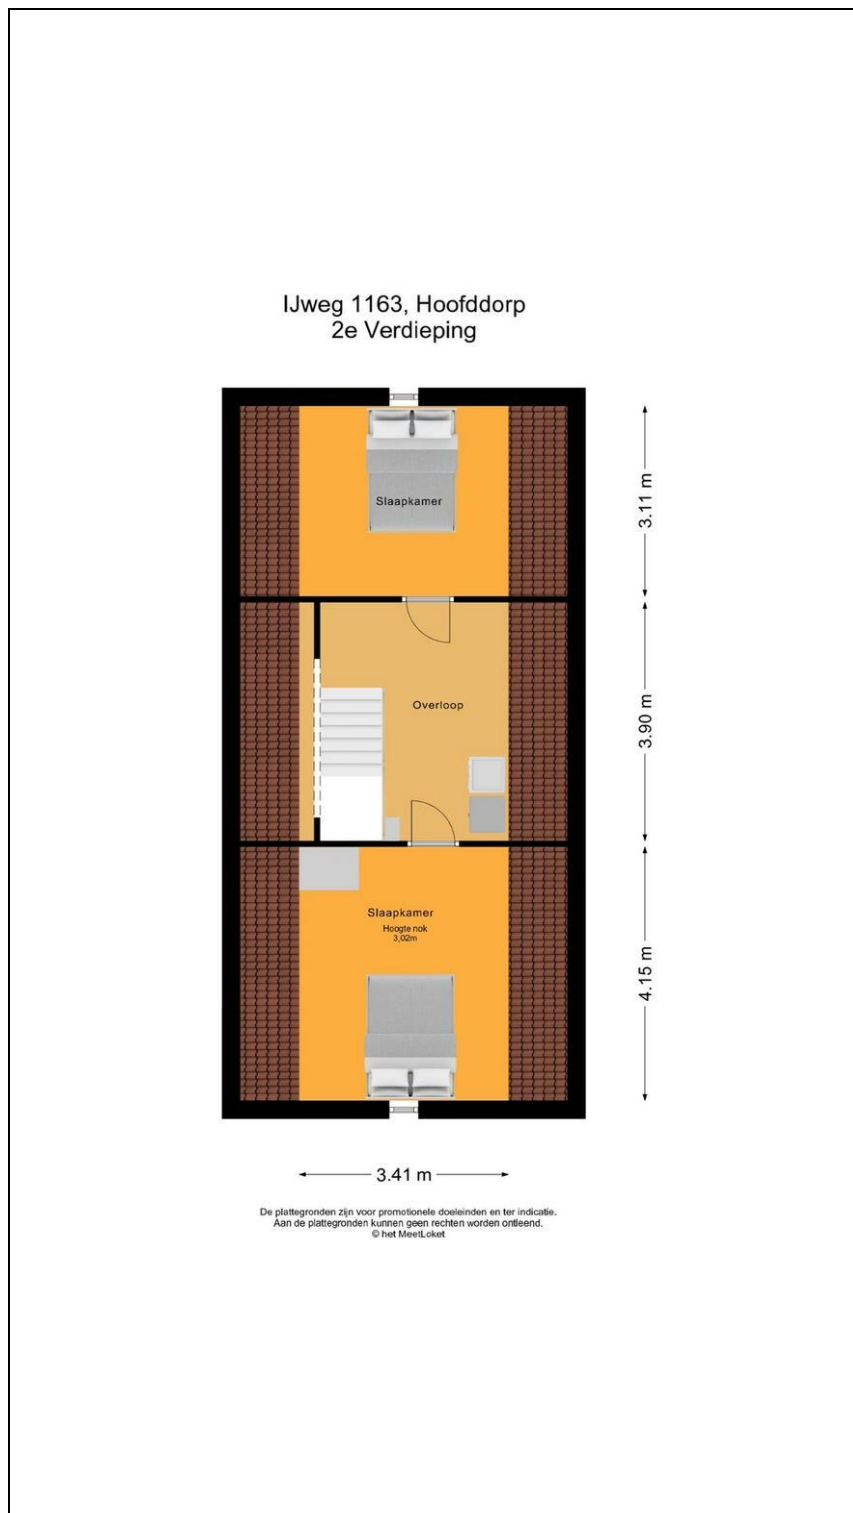 IJweg 1163, Hoofddorp
2e Verdieping
Slaapkamer
3.11 m
Overloop
3.90 m
Slaapkamer
Hoogte nok
3,02m
4.15 m
3.41 m
De plattegronden zijn voor promotionele doeleinden en ter indicatie.
Aan de plattegronden kunnen geen rechten worden ontleend.
© het MeetLoket